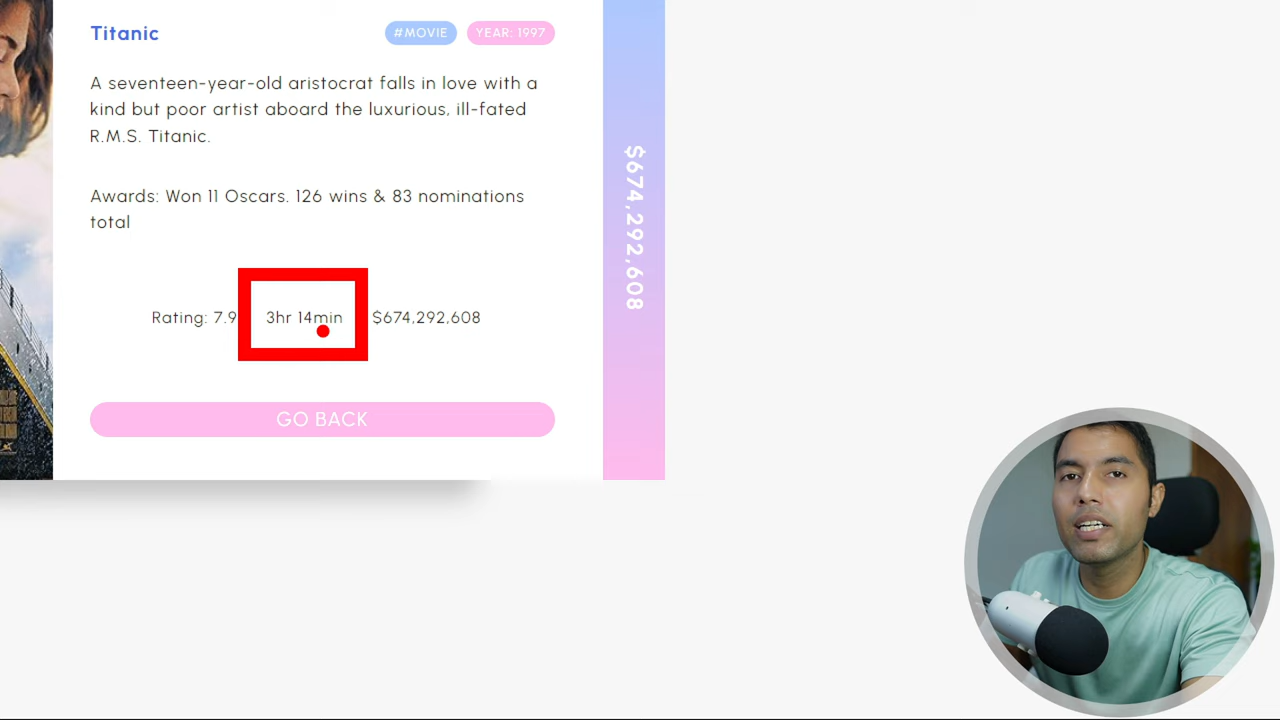 Titanic
#MOVIE
YEAR: 1997
A seventeen-year-old aristocrat falls in love with a
kind but poor artist aboard the luxurious, ill-fated
R.M.S. Titanic.
Awards: Won 11 Oscars. 126 wins & 83 nominations
total
Rating: 7.9 3hr 14min $674,292,608
GO BACK
$674,292,608